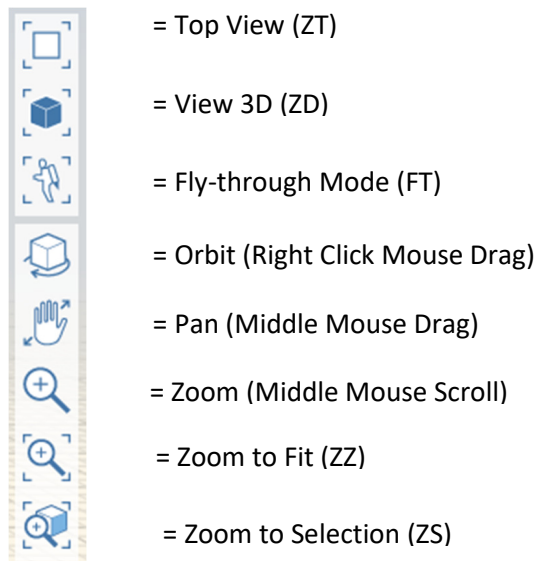 = Top View (ZT)
= View 3D (ZD)
= Fly-through Mode (FT)
= Orbit (Right Click Mouse Drag)
= Pan (Middle Mouse Drag)
= Zoom (Middle Mouse Scroll)
= Zoom to Fit (ZZ)
= Zoom to Selection (ZS)